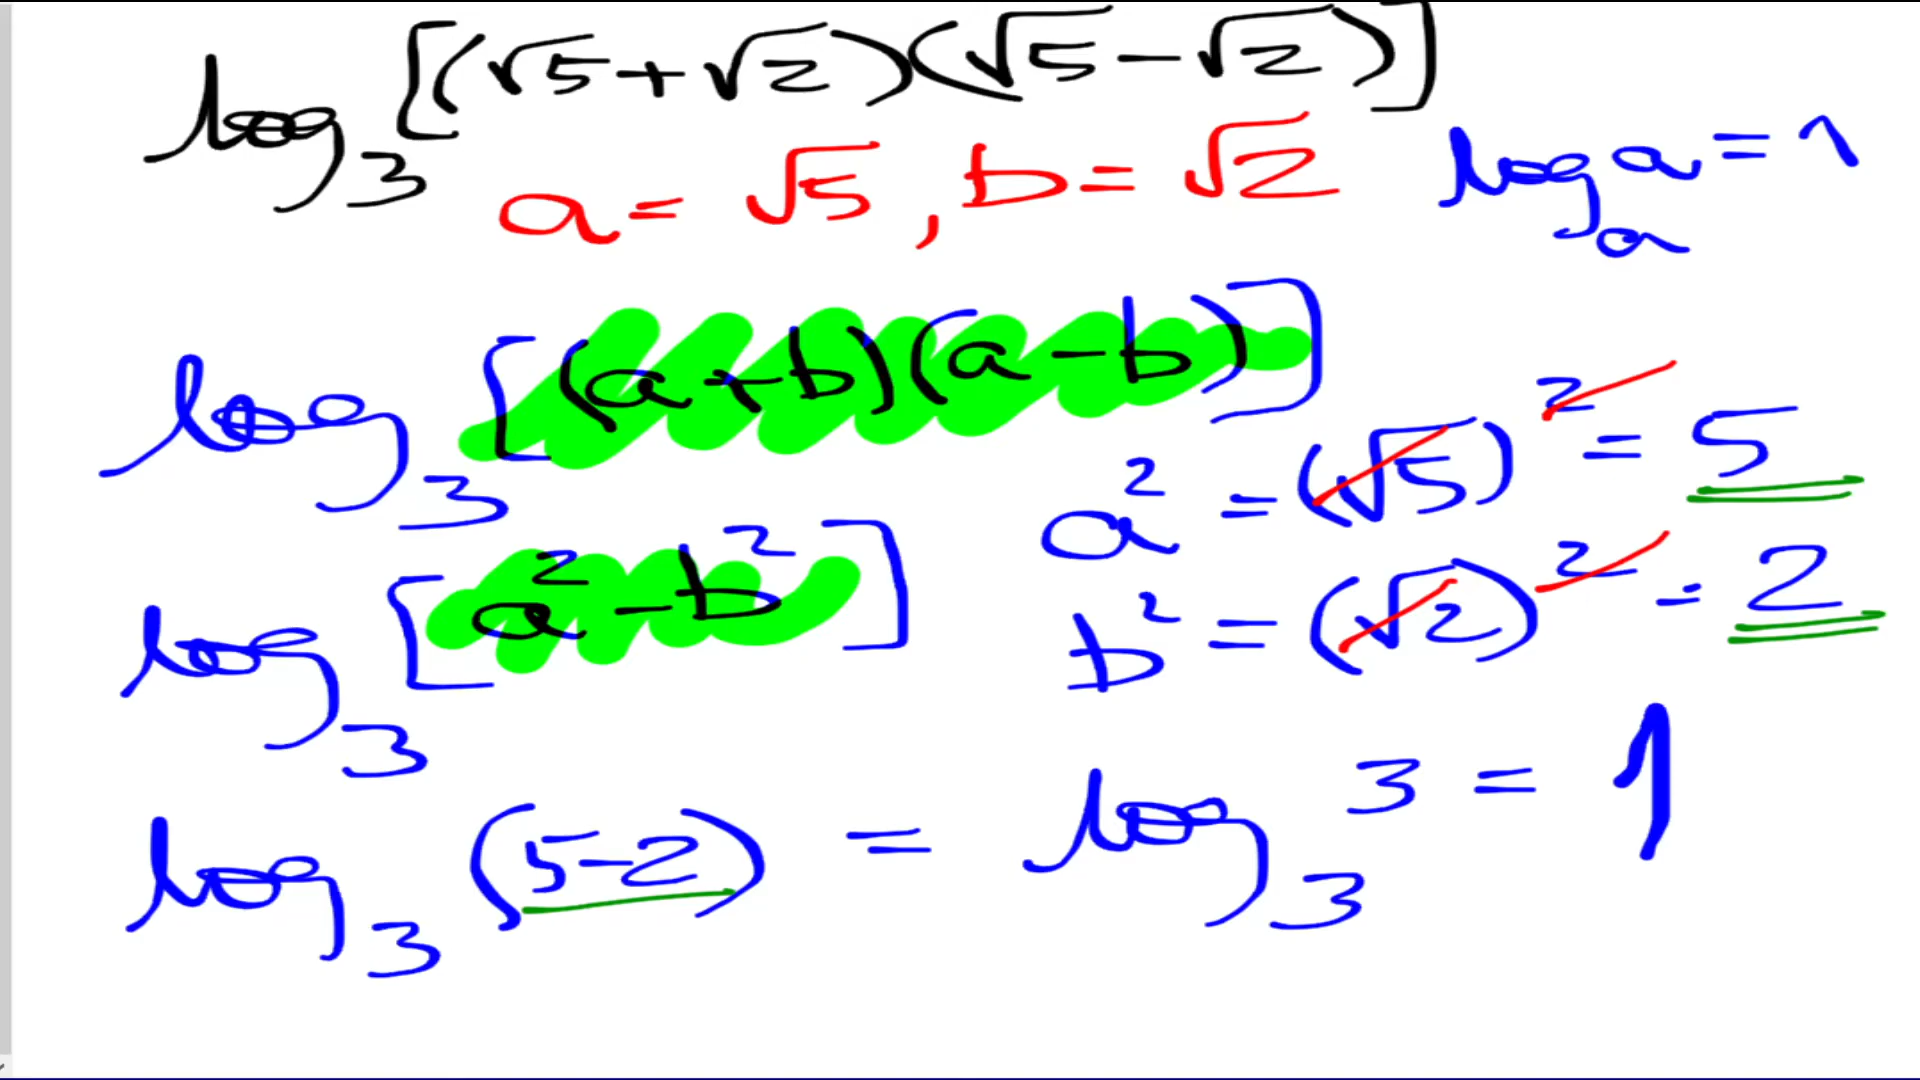 log₃[(√5+√2)(√5-√2)]
a=√5, b=√2
logₐa=1
log₃[(a+b)(a-b)]
a²=(√5)²=5
log₃[a²-b²]
b²=(√2)²=2
log₃(5-2) = log₃3=1